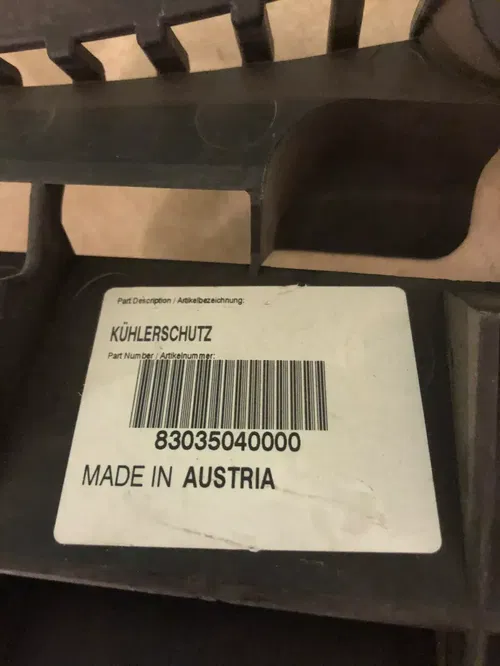 Part Description / Artikelbezeichnung:
KÜHLERSCHUTZ
Part Number / Artikelnummer:
83035040000
MADE IN AUSTRIA